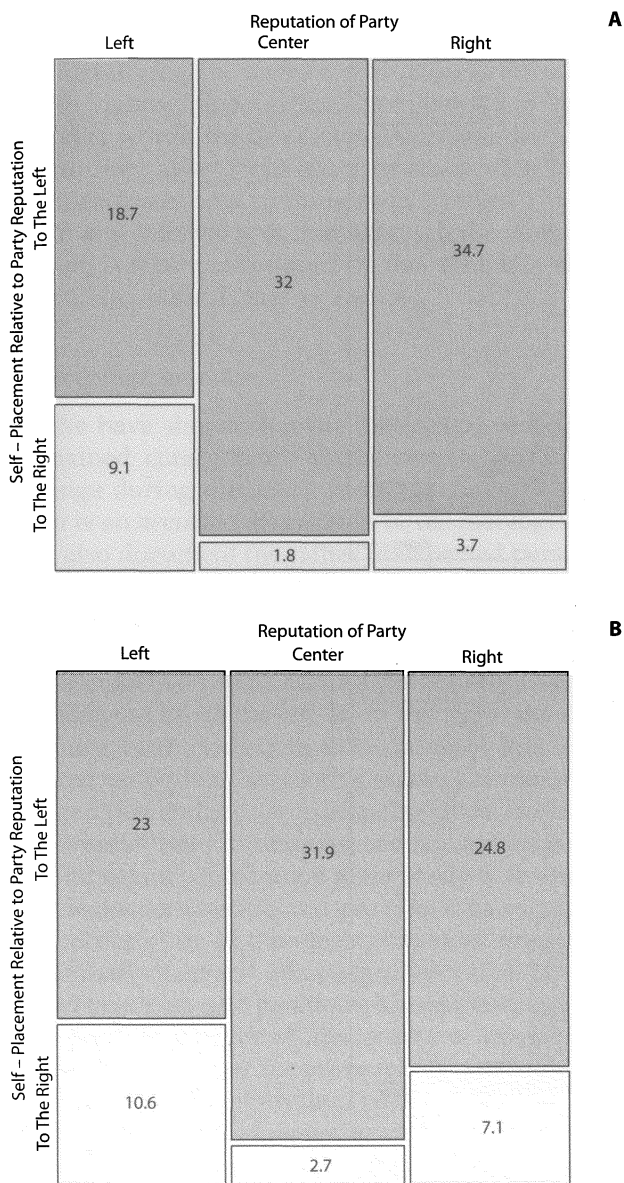 A
Reputation of Party
Left Center Right
Self – Placement Relative to Party Reputation
To The Right To The Left
18.7
32
34.7
9.1
1.8
3.7
B
Reputation of Party
Left Center Right
Self – Placement Relative to Party Reputation
To The Right To The Left
23
31.9
24.8
10.6
2.7
7.1